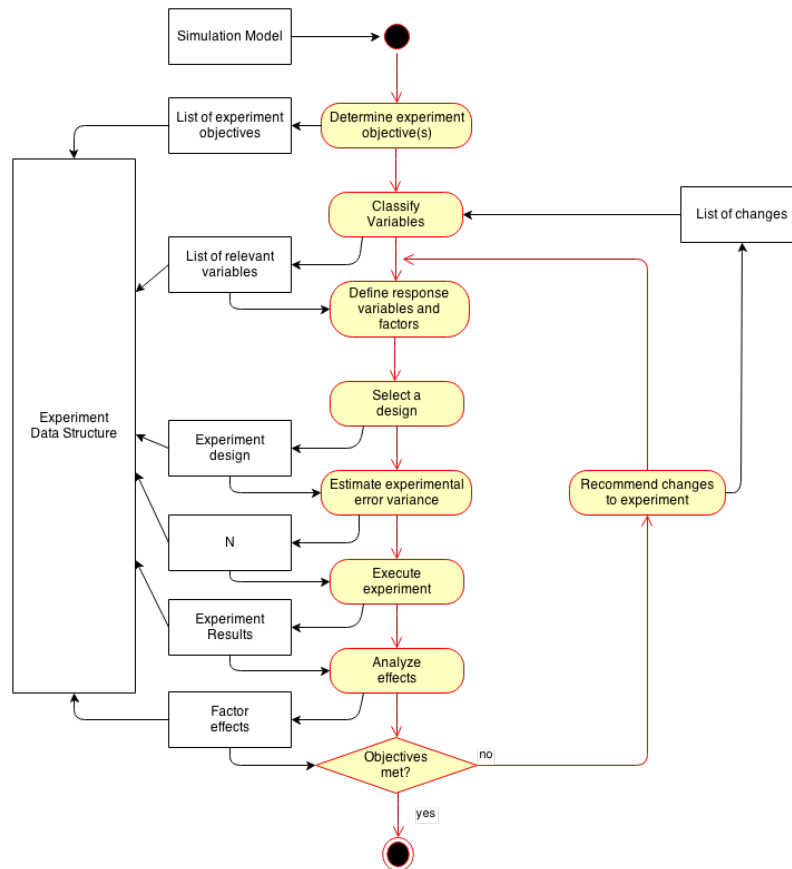 Simulation Model
List of experiment
objectives
Determine experiment
objective(s)
Classify
Variables
List of changes
List of relevant
variables
Define response
variables and
factors
Select a
design
Experiment
Data Structure
Experiment
design
Estimate experimental
error variance
Recommend changes
to experiment
N
Execute
experiment
Experiment
Results
Analyze
effects
Factor
effects
Objectives
met?
no
yes